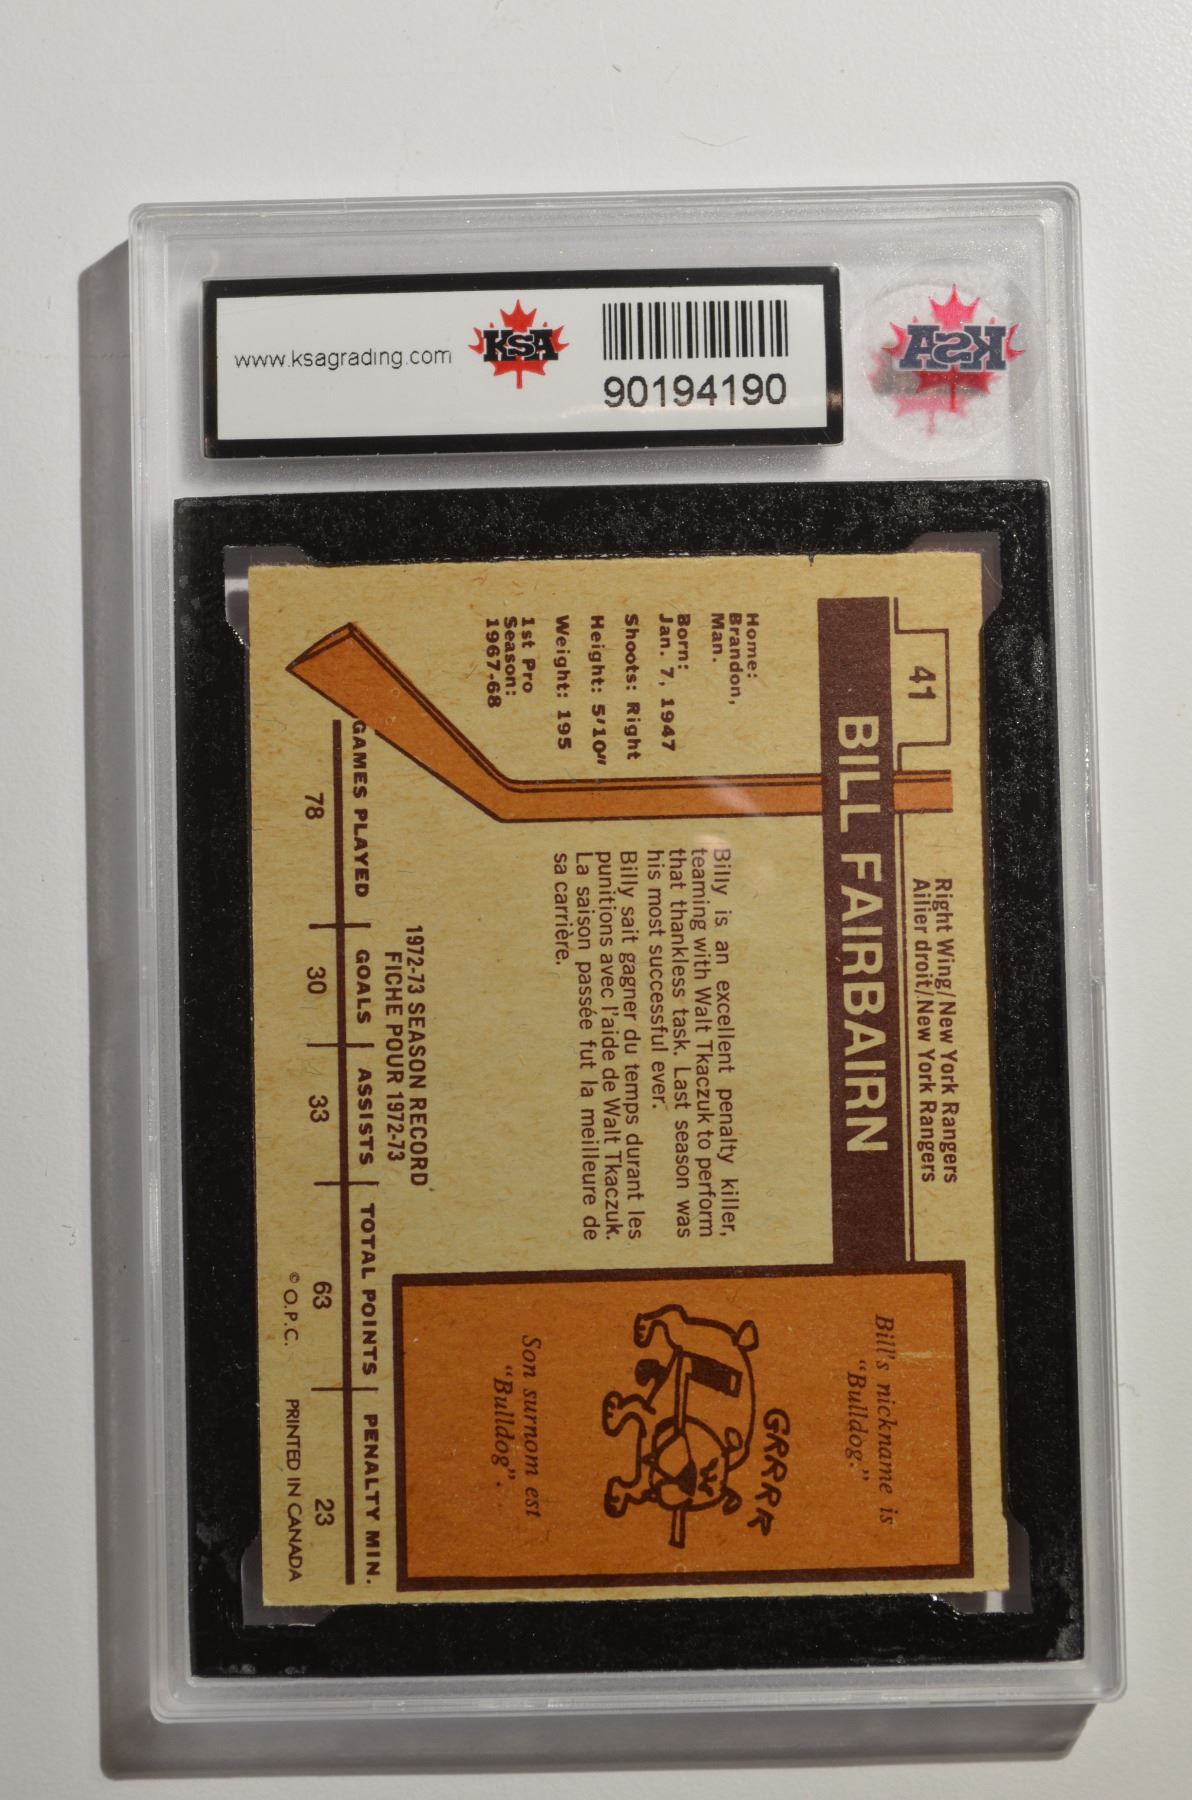 www.ksagrading.com
KSA
90194190
KSA
41
Right Wing/New York Rangers
Ailier droit/New York Rangers
BILL FAIRBAIRN
Home:
Brandon,
Man.
Born:
Jan. 7, 1947
Shoots: Right
Height: 5'10"
Weight: 195
1st Pro
Season:
1967-68
Billy is an excellent penalty killer,
teaming with Walt Tkaczuk to perform
that thankless task. Last season was
his most successful ever.
Billy sait gagner du temps durant les
punitions avec l'aide de Walt Tkaczuk.
La saison passée fut la meilleure de
sa carrière.
Bill's nickname is
"Bulldog."
GRRRR
Son surnom est
"Bulldog".
1972-73 SEASON RECORD
FICHE POUR 1972-73
GAMES PLAYED GOALS ASSISTS TOTAL POINTS PENALTY MIN.
78 30 33 63 23
© O.P.C. PRINTED IN CANADA